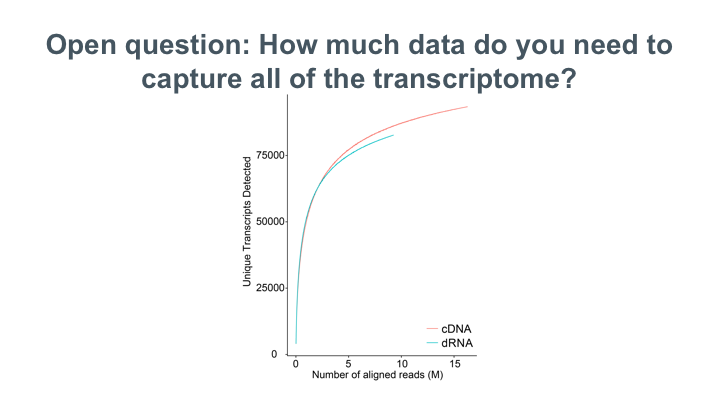 Open question: How much data do you need to
capture all of the transcriptome?
Unique Transcripts Detected
75000
50000
25000
0
0 5 10 15
Number of aligned reads (M)
cDNA
dRNA